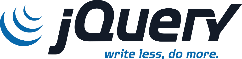 jQuery
write less, do more.